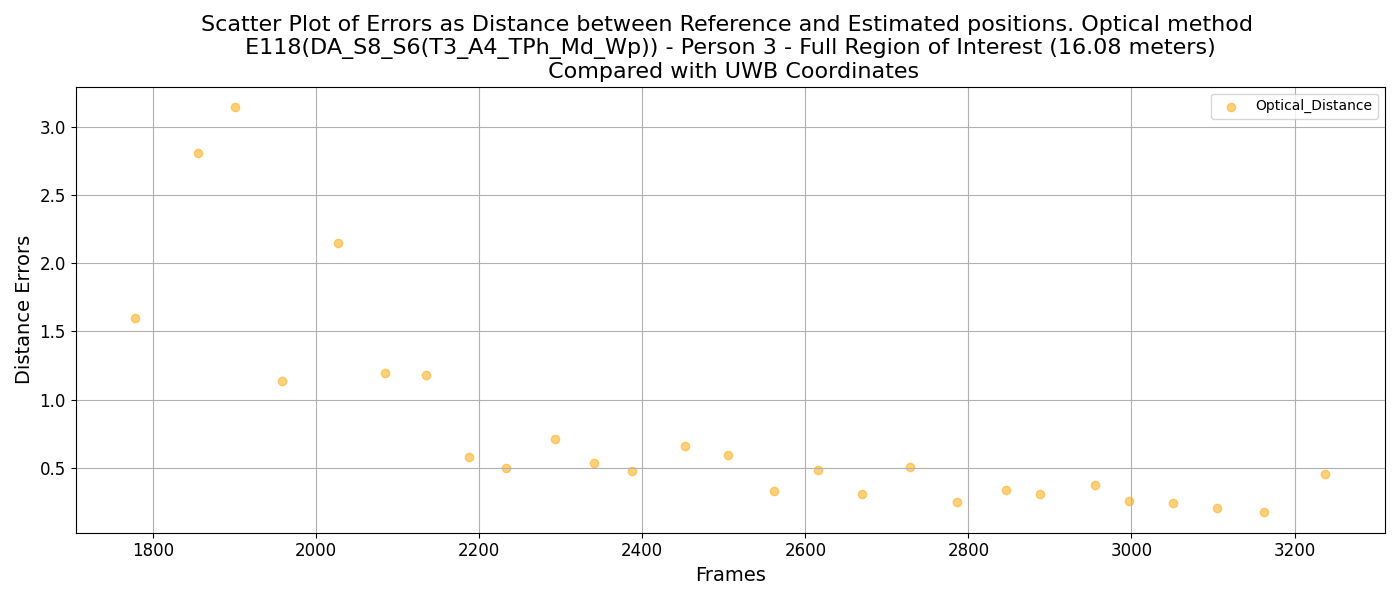 Scatter Plot of Errors as Distance between Reference and Estimated positions. Optical method
E118(DA_S8_S6(T3_A4_TPh_Md_Wp)) - Person 3 - Full Region of Interest (16.08 meters)
Compared with UWB Coordinates
Optical_Distance
Distance Errors
3.0
2.5
2.0
1.5
1.0
0.5
1800 2000 2200 2400 2600 2800 3000 3200
Frames